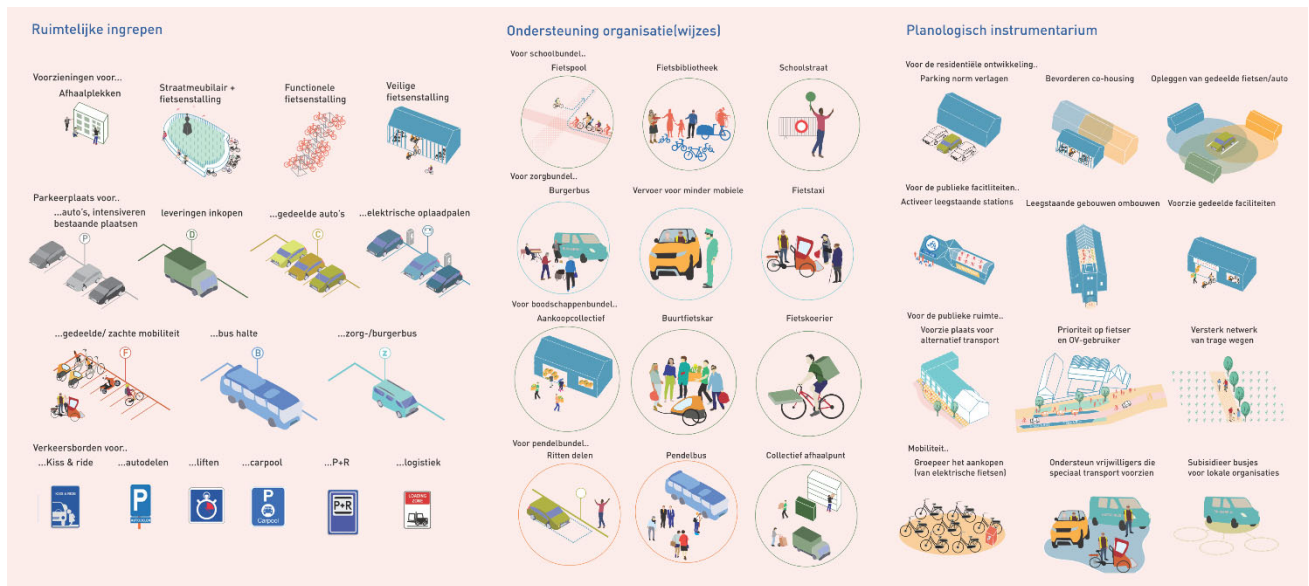 Ruimtelijke ingrepen
Voorzieningen voor...
Afhaalplekken
Straatmeubilair +
fietsenstalling
Functionele
fietsenstalling
Veilige
fietsenstalling
Parkeerplaats voor..
...auto's, intensiveren
bestaande plaatsen
leveringen inkopen
...gedeelde auto's
...elektrische oplaadpalen
P
D
C
...gedeelde/ zachte mobiliteit
...bus halte
...zorg-/burgerbus
F
B
Z
Verkeersborden voor..
...Kiss & ride
...autodelen
...liften
...carpool
...P+R
...logistiek
KISS & RIDE
P
AUTODELEN
P
Carpool
P+R
LOADING
ZONE
Ondersteuning organisatie(wijzes)
Voor schoolbundel..
Fietspool
Fietsbibliotheek
Schoolstraat
Voor zorgbundel..
Burgerbus
Vervoer voor minder mobiele
Fietstaxi
Voor boodschappenbundel..
Aankoopcollectief
Buurtfietskar
Fietskoerier
Voor pendelbundel..
Ritten delen
Pendelbus
Collectief afhaalpunt
Planologisch instrumentarium
Voor de residentiële ontwikkeling..
Parking norm verlagen
Bevorderen co-housing
Opleggen van gedeelde fietsen/auto
Voor de publieke facitliteiten..
Activeer leegstaande stations
Leegstaande gebouwen ombouwen
Voorzie gedeelde faciliteiten
Voor de publieke ruimte..
Voorzie plaats voor
alternatief transport
Prioriteit op fietser
en OV-gebruiker
Versterk netwerk
van trage wegen
Mobiliteit..
Groepeer het aankopen
(van elektrische fietsen)
Ondersteun vrijwilligers die
speciaal transport voorzien
Subisidieer busjes
voor lokale organisaties